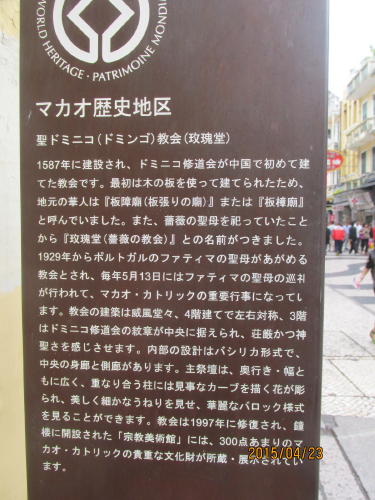 WORLD HERITAGE · PATRIMOINE MONDI
マカオ歴史地区
聖ドミニコ(ドミンゴ)教会(玫瑰堂)
1587年に建設され、ドミニコ修道会が中国で初めて建
てた教会です。最初は木の板を使って建てられたため、
地元の華人は『板障廟(板張りの廟)』または『板樟廟』
と呼んでいました。また、薔薇の聖母を祀っていたこと
から『玫瑰堂(薔薇の教会)』との名前がつきました。
1929年からポルトガルのファティマの聖母があがめる
教会とされ、毎年5月13日にはファティマの聖母の巡礼
が行われて、マカオ・カトリックの重要行事になってい
ます。教会の建築は威風堂々、4階建てで左右対称、3階
はドミニコ修道会の紋章が中央に据えられ、荘厳かつ神
聖さを感じさせます。内部の設計はバシリカ形式で、
中央の身廊と側廊があります。主祭壇は、奥行き・幅と
もに広く、重なり合う柱には見事なカーブを描く花が彫
られ、美しく細かなうねりを見せ、華麗なバロック様式
を見ることができます。教会は1997年に修復され、鐘
楼に開設された「宗教美術館」には、300点あまりのマ
カオ・カトリックの貴重な文化財が所蔵・展示されてい
ます。
2015/04/23